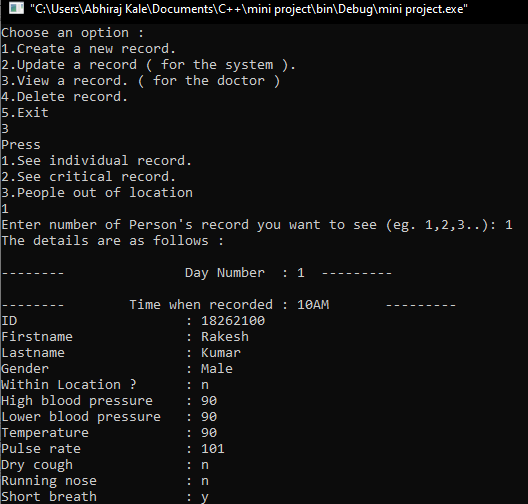 "C:\Users\Abhiraj Kale\Documents\C++\mini project\bin\Debug\mini project.exe"
Choose an option :
1.Create a new record.
2.Update a record ( for the system ).
3.View a record. ( for the doctor )
4.Delete record.
5.Exit
3
Press
1.See individual record.
2.See critical record.
3.People out of location
1
Enter number of Person's record you want to see (eg. 1,2,3..): 1
The details are as follows :
-------- Day Number : 1 ---------
-------- Time when recorded : 10AM ---------
ID : 18262100
Firstname : Rakesh
Lastname : Kumar
Gender : Male
Within Location ? : n
High blood pressure : 90
Lower blood pressure : 90
Temperature : 90
Pulse rate : 101
Dry cough : n
Running nose : n
Short breath : y